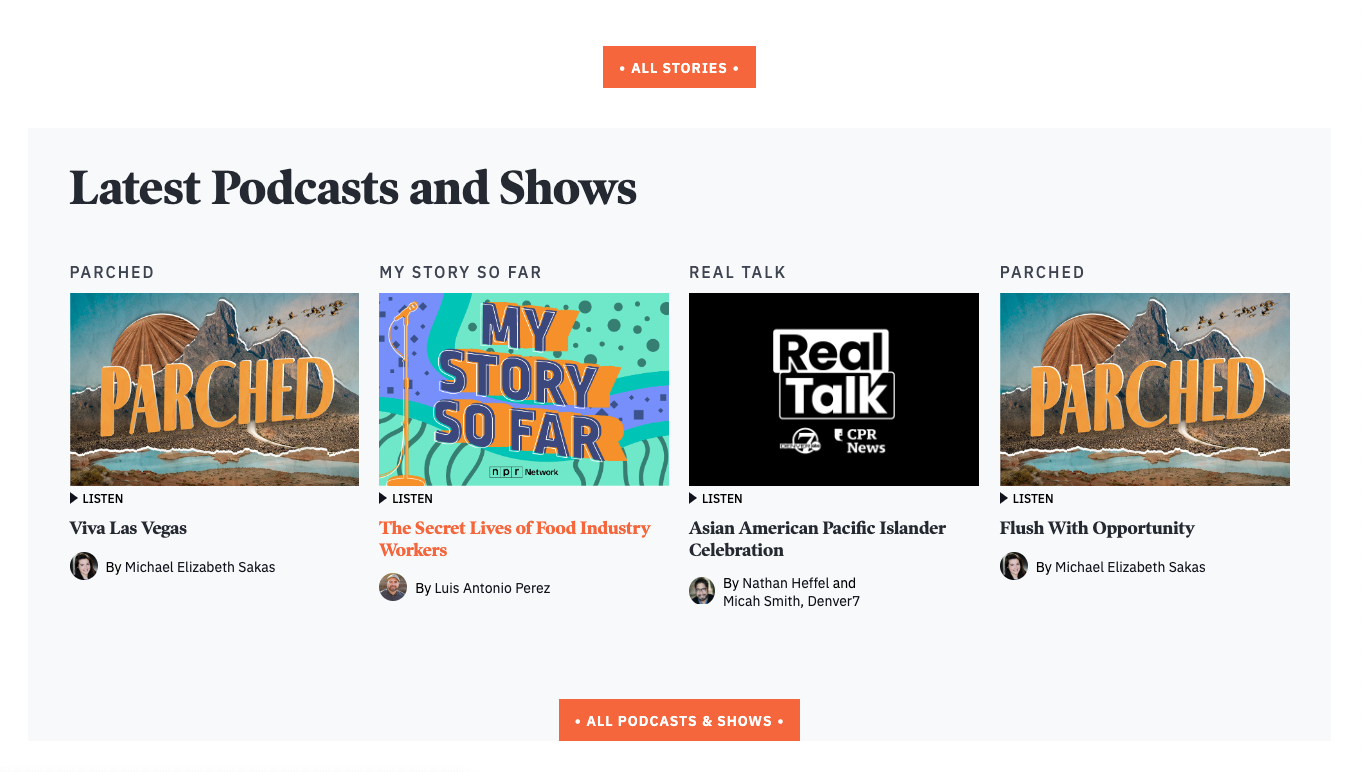 • ALL STORIES •
Latest Podcasts and Shows
PARCHED
PARCHED
LISTEN
Viva Las Vegas
By Michael Elizabeth Sakas
MY STORY SO FAR
MY
STORY
SO FAR
npr Network
LISTEN
The Secret Lives of Food Industry
Workers
By Luis Antonio Perez
REAL TALK
Real
Talk
7
CPR
News
LISTEN
Asian American Pacific Islander
Celebration
By Nathan Heffel and
Micah Smith, Denver7
PARCHED
PARCHED
LISTEN
Flush With Opportunity
By Michael Elizabeth Sakas
• ALL PODCASTS & SHOWS •